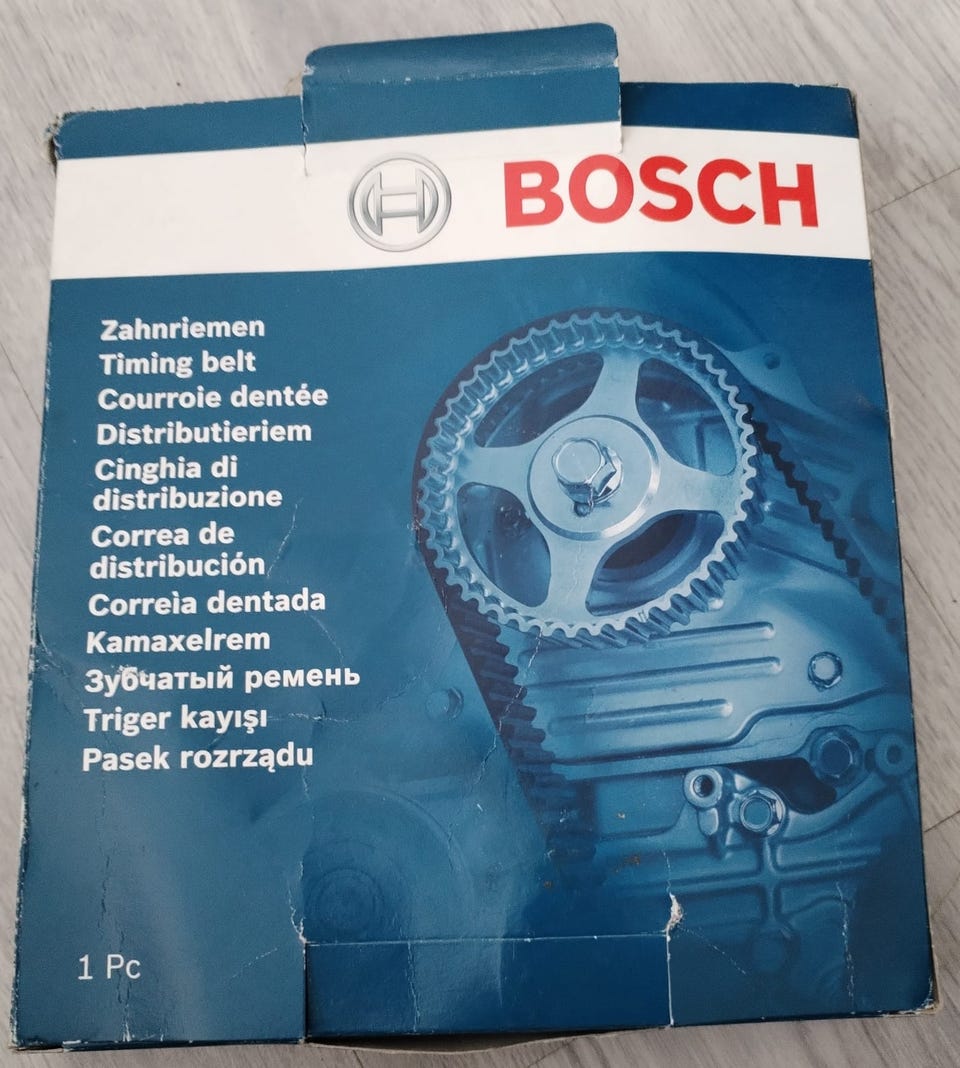 BOSCH
Zahnriemen
Timing belt
Courroie dentée
Distributieriem
Cinghia di
distribuzione
Correa de
distribución
Correia dentada
Kamaxelrem
Зубчатый ремень
Triger kayışı
Pasek rozrządu
1 Pc